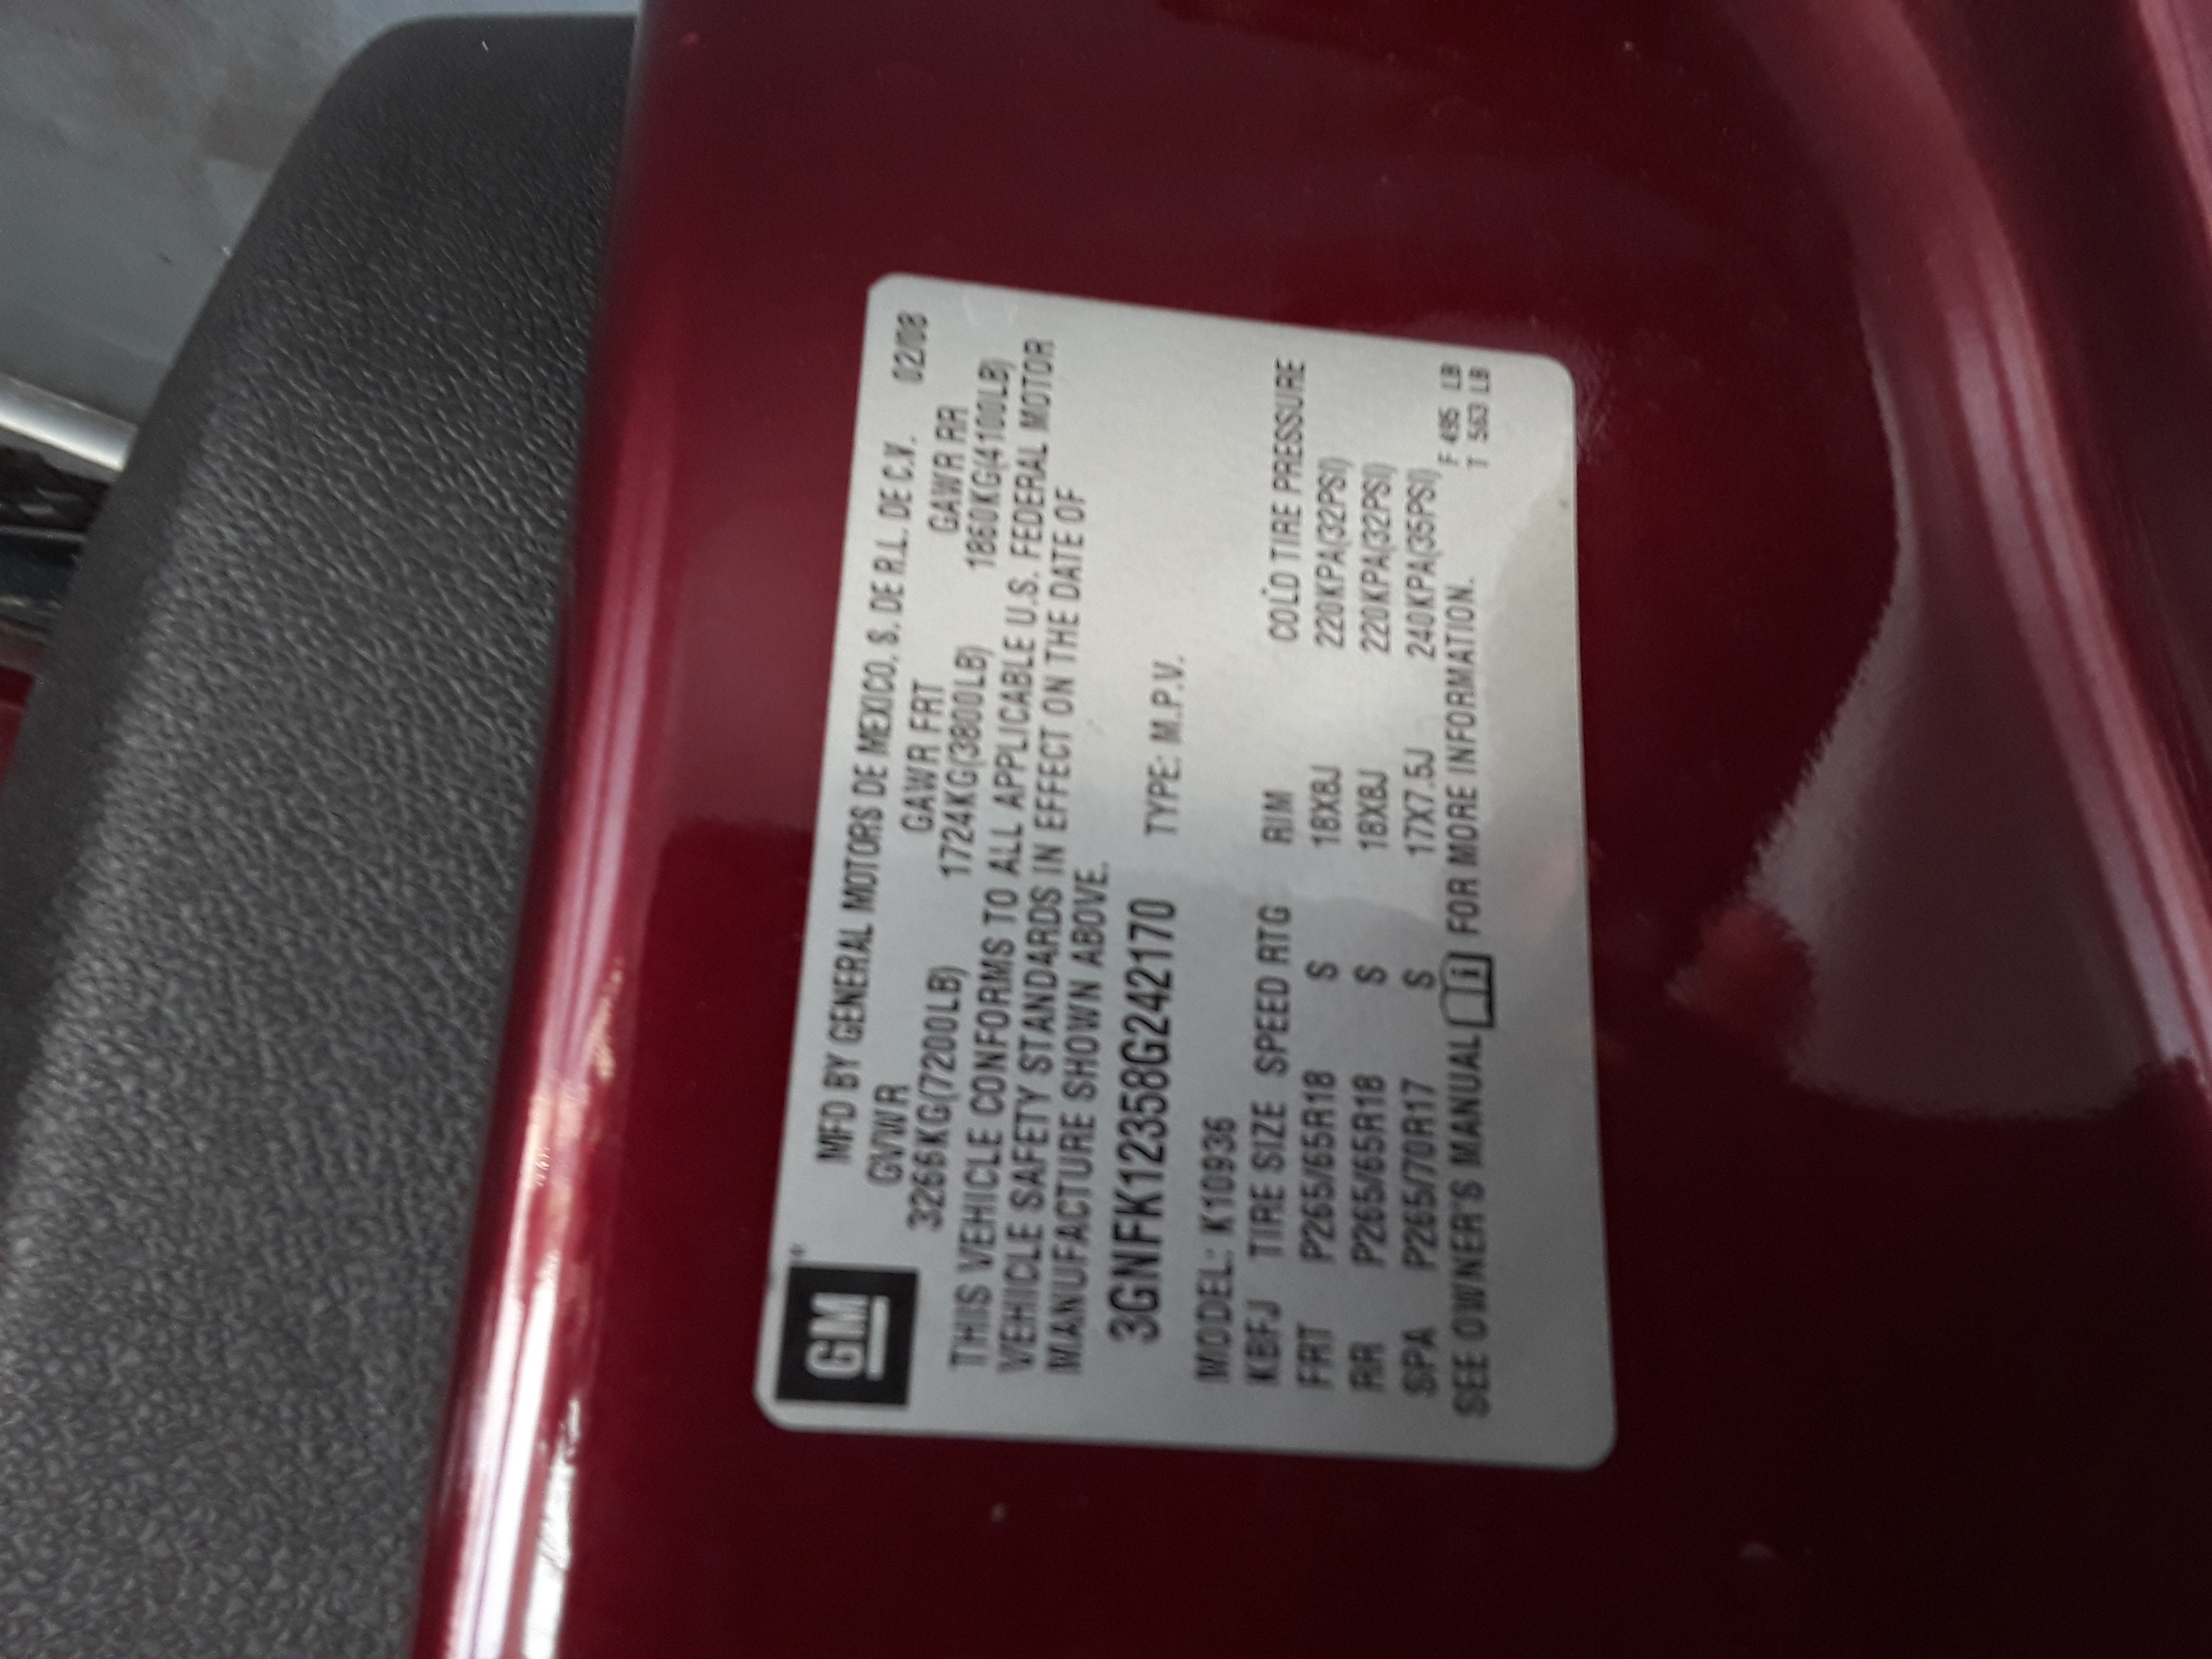 GM
MFD BY GENERAL MOTORS DE MEXICO, S. DE R.L. DE C.V. 02/08
GVWR GAWR FRT GAWR RR
3266KG(7200LB) 1724KG(3800LB) 1860KG(4100LB)
THIS VEHICLE CONFORMS TO ALL APPLICABLE U.S. FEDERAL MOTOR
VEHICLE SAFETY STANDARDS IN EFFECT ON THE DATE OF
MANUFACTURE SHOWN ABOVE.
3GNFK12358G242170 TYPE: M.P.V.
MODEL: K10936
KBFJ TIRE SIZE SPEED RTG RIM COLD TIRE PRESSURE
FRT P265/65R18 S 18X8J 220KPA(32PSI)
RR P265/65R18 S 18X8J 220KPA(32PSI)
SPA P265/70R17 S 17X7.5J 240KPA(35PSI)
SEE OWNER'S MANUAL i FOR MORE INFORMATION.
F 495 LB
T 563 LB